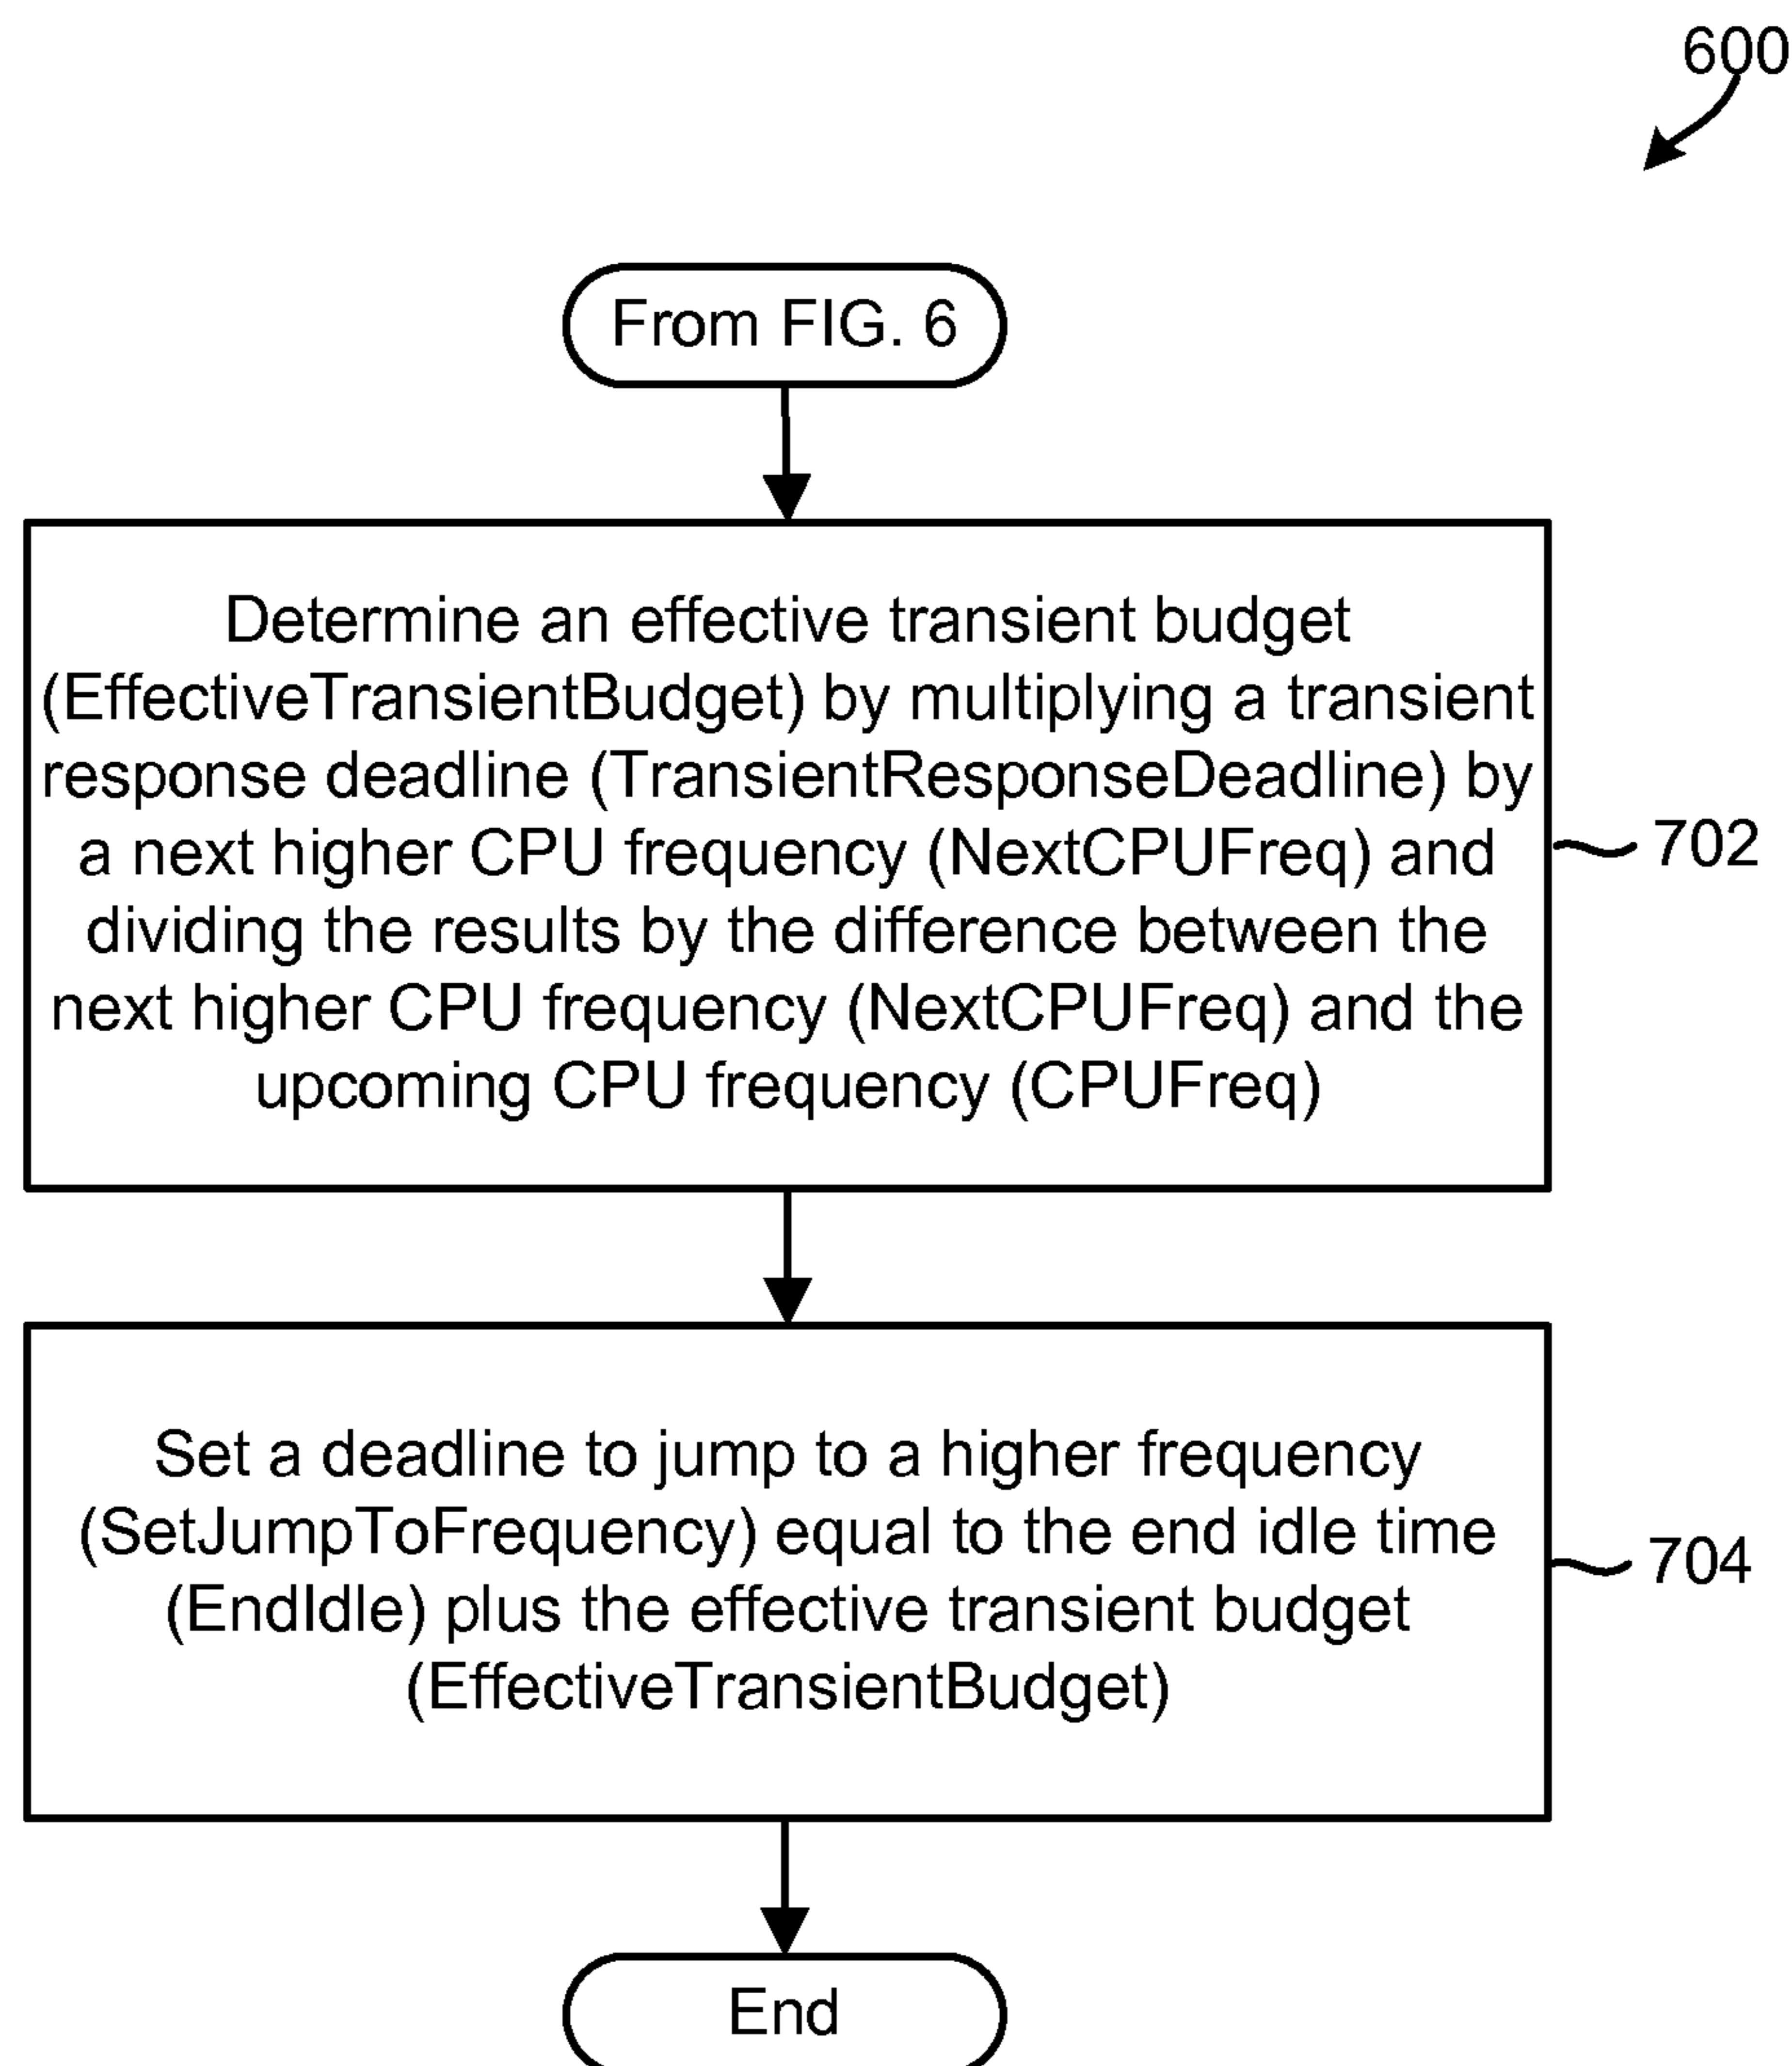 600
From FIG. 6
Determine an effective transient budget
(EffectiveTransientBudget) by multiplying a transient
response deadline (TransientResponseDeadline) by
a next higher CPU frequency (NextCPUFreq) and
dividing the results by the difference between the
next higher CPU frequency (NextCPUFreq) and the
upcoming CPU frequency (CPUFreq)
702
Set a deadline to jump to a higher frequency
(SetJumpToFrequency) equal to the end idle time
(EndIdle) plus the effective transient budget
(EffectiveTransientBudget)
704
End